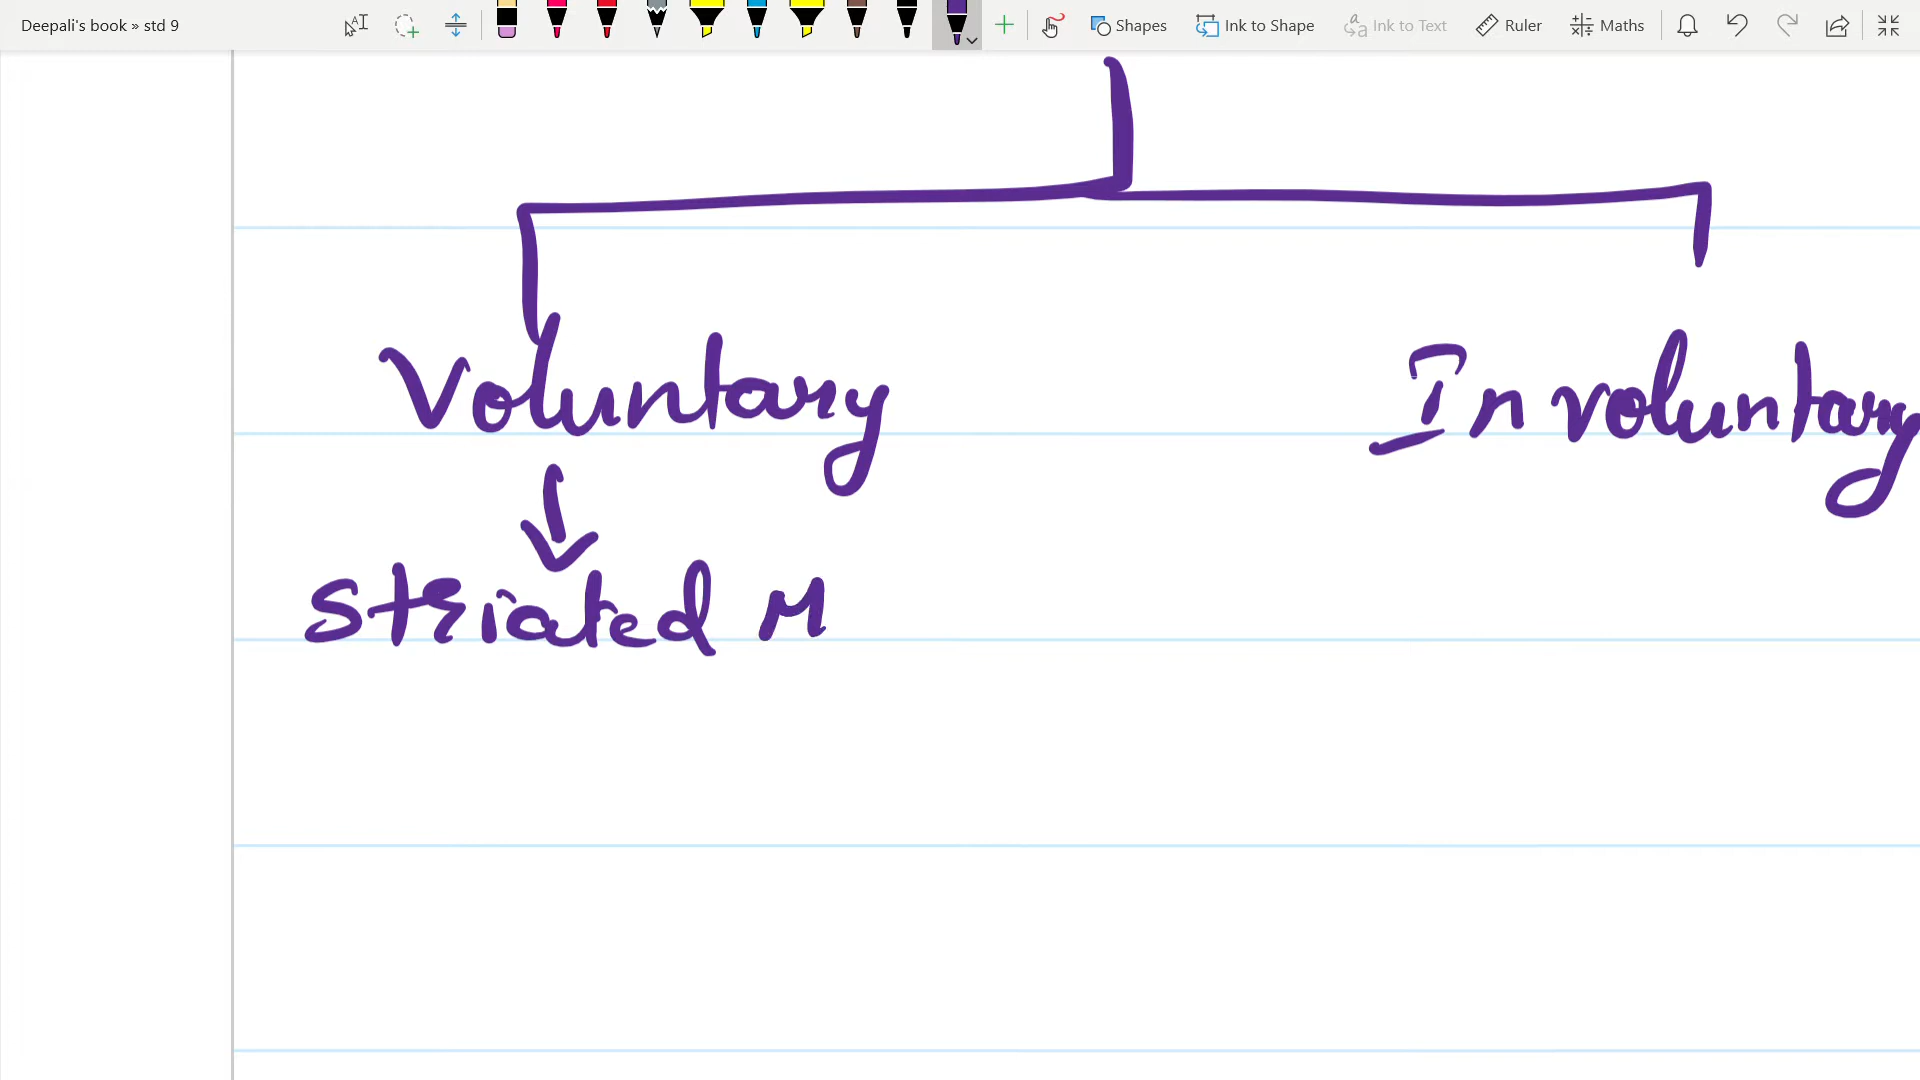 Deepali's book » std 9
Shapes Ink to Shape Ink to Text Ruler Maths
Voluntary Involuntary
Striated M